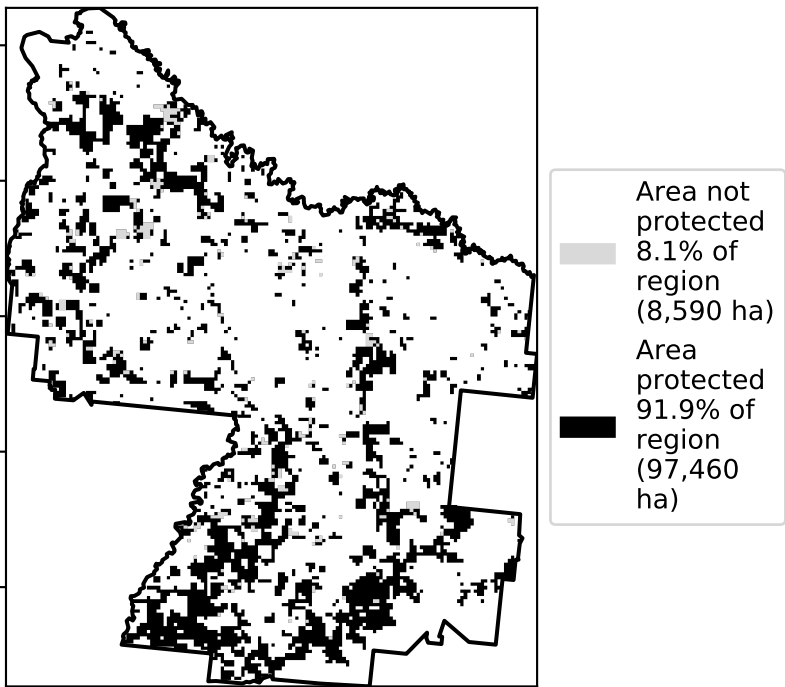 Area not
protected
8.1% of
region
(8,590 ha)
Area
protected
91.9% of
region
(97,460
ha)